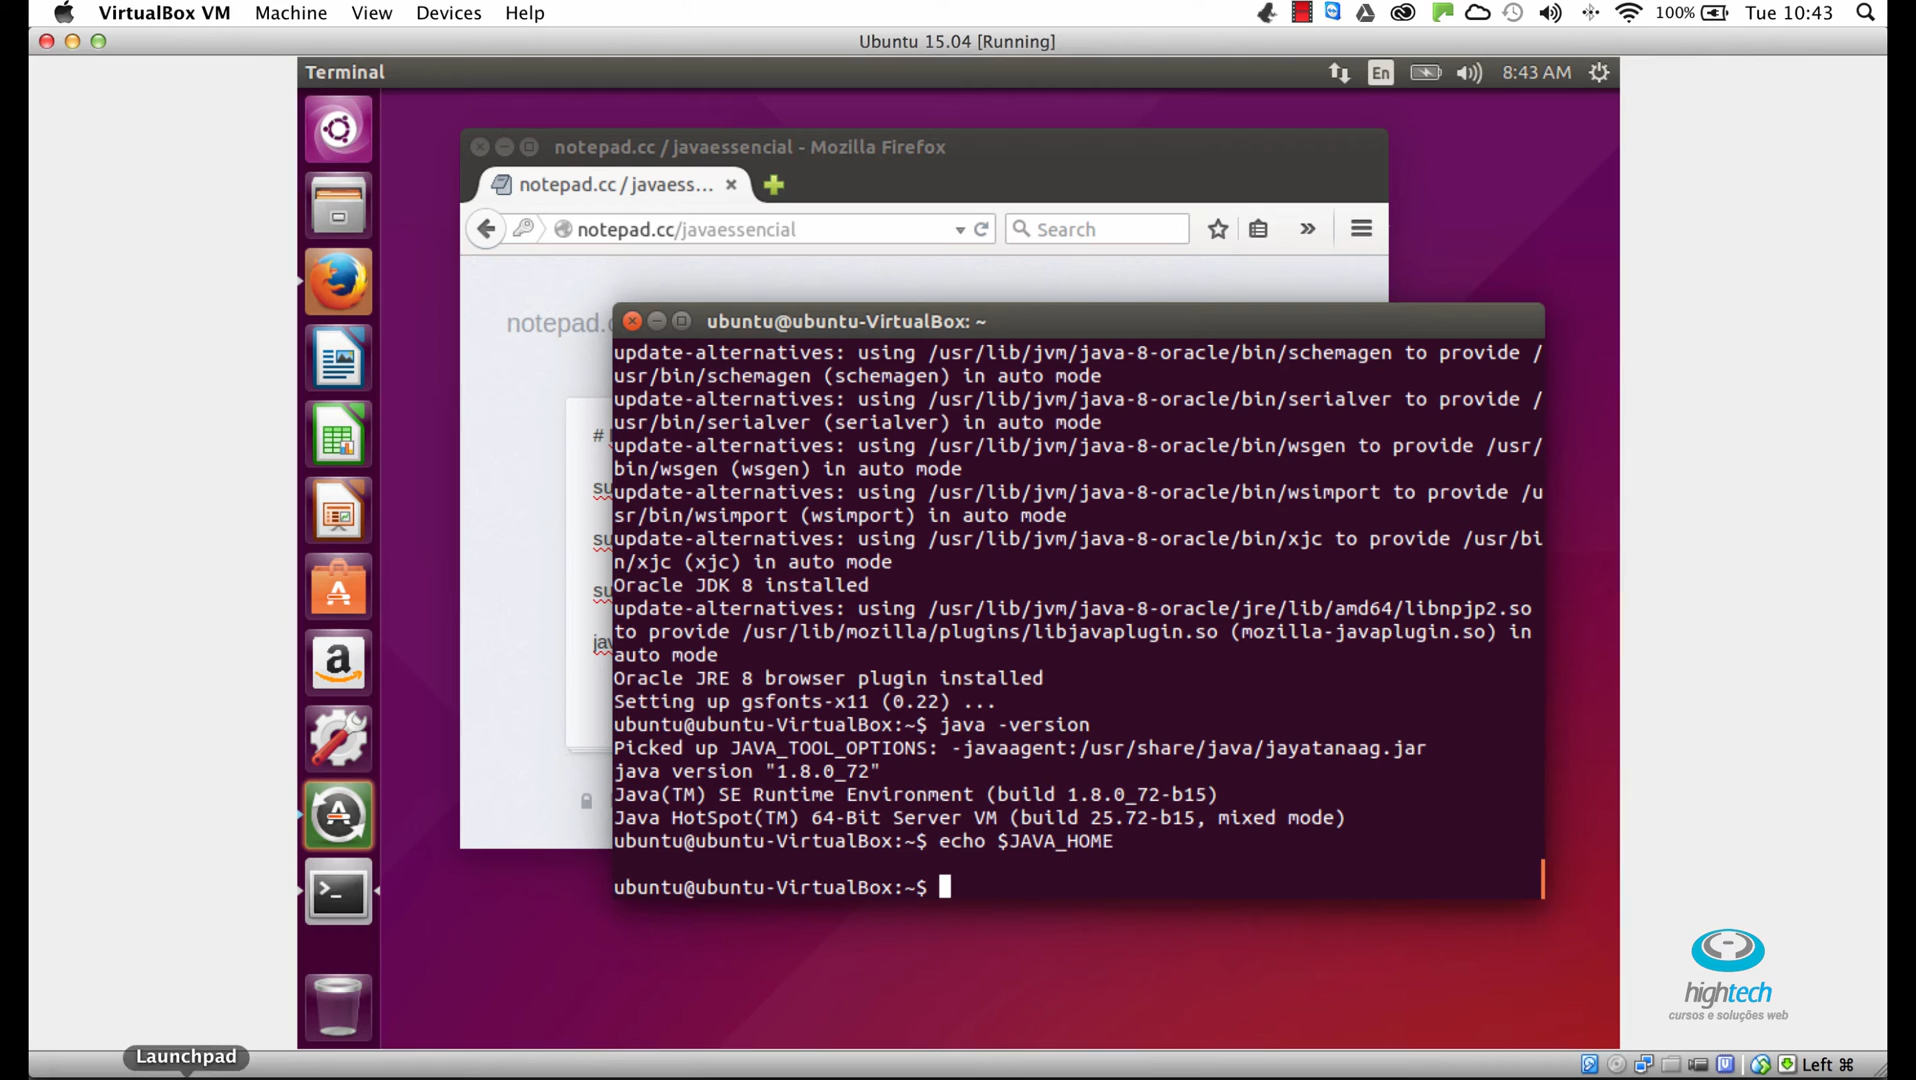 VirtualBox VM Machine View Devices Help 100% Tue 10:43
Ubuntu 15.04 [Running]
Terminal En 8:43 AM
notepad.cc / javaessencial - Mozilla Firefox
notepad.cc / javaess...
notepad.cc/javaessencial Search
notepad.c
#
su
su
su
jav
ubuntu@ubuntu-VirtualBox: ~
update-alternatives: using /usr/lib/jvm/java-8-oracle/bin/schemagen to provide /
usr/bin/schemagen (schemagen) in auto mode
update-alternatives: using /usr/lib/jvm/java-8-oracle/bin/serialver to provide /
usr/bin/serialver (serialver) in auto mode
update-alternatives: using /usr/lib/jvm/java-8-oracle/bin/wsgen to provide /usr/
bin/wsgen (wsgen) in auto mode
update-alternatives: using /usr/lib/jvm/java-8-oracle/bin/wsimport to provide /u
sr/bin/wsimport (wsimport) in auto mode
update-alternatives: using /usr/lib/jvm/java-8-oracle/bin/xjc to provide /usr/bi
n/xjc (xjc) in auto mode
Oracle JDK 8 installed
update-alternatives: using /usr/lib/jvm/java-8-oracle/jre/lib/amd64/libnpjp2.so
to provide /usr/lib/mozilla/plugins/libjavaplugin.so (mozilla-javaplugin.so) in
auto mode
Oracle JRE 8 browser plugin installed
Setting up gsfonts-x11 (0.22) ...
ubuntu@ubuntu-VirtualBox:~$ java -version
Picked up JAVA_TOOL_OPTIONS: -javaagent:/usr/share/java/jayatanaag.jar
java version "1.8.0_72"
Java(TM) SE Runtime Environment (build 1.8.0_72-b15)
Java HotSpot(TM) 64-Bit Server VM (build 25.72-b15, mixed mode)
ubuntu@ubuntu-VirtualBox:~$ echo $JAVA_HOME
ubuntu@ubuntu-VirtualBox:~$
hightech
cursos e soluções web
Launchpad
Left ⌘